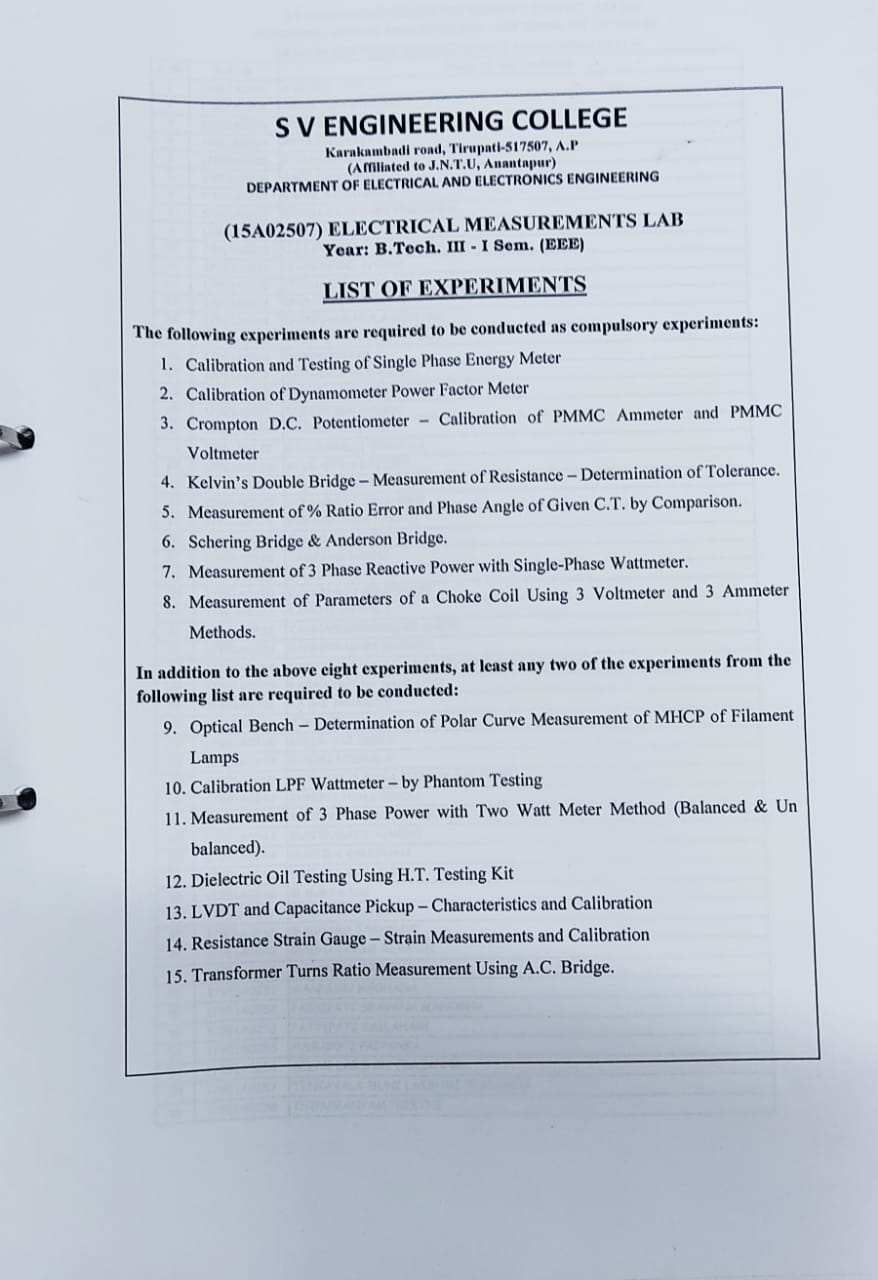 S V ENGINEERING COLLEGE
Karakambadi road, Tirupati-517507, A.P
(Affiliated to J.N.T.U, Anantapur)
DEPARTMENT OF ELECTRICAL AND ELECTRONICS ENGINEERING
(15A02507) ELECTRICAL MEASUREMENTS LAB
Year: B.Tech. III - I Sem. (EEE)
LIST OF EXPERIMENTS
The following experiments are required to be conducted as compulsory experiments:
1. Calibration and Testing of Single Phase Energy Meter
2. Calibration of Dynamometer Power Factor Meter
3. Crompton D.C. Potentiometer – Calibration of PMMC Ammeter and PMMC
Voltmeter
4. Kelvin's Double Bridge – Measurement of Resistance – Determination of Tolerance.
5. Measurement of % Ratio Error and Phase Angle of Given C.T. by Comparison.
6. Schering Bridge & Anderson Bridge.
7. Measurement of 3 Phase Reactive Power with Single-Phase Wattmeter.
8. Measurement of Parameters of a Choke Coil Using 3 Voltmeter and 3 Ammeter
Methods.
In addition to the above eight experiments, at least any two of the experiments from the
following list are required to be conducted:
9. Optical Bench – Determination of Polar Curve Measurement of MHCP of Filament
Lamps
10. Calibration LPF Wattmeter – by Phantom Testing
11. Measurement of 3 Phase Power with Two Watt Meter Method (Balanced & Un
balanced).
12. Dielectric Oil Testing Using H.T. Testing Kit
13. LVDT and Capacitance Pickup – Characteristics and Calibration
14. Resistance Strain Gauge – Strain Measurements and Calibration
15. Transformer Turns Ratio Measurement Using A.C. Bridge.